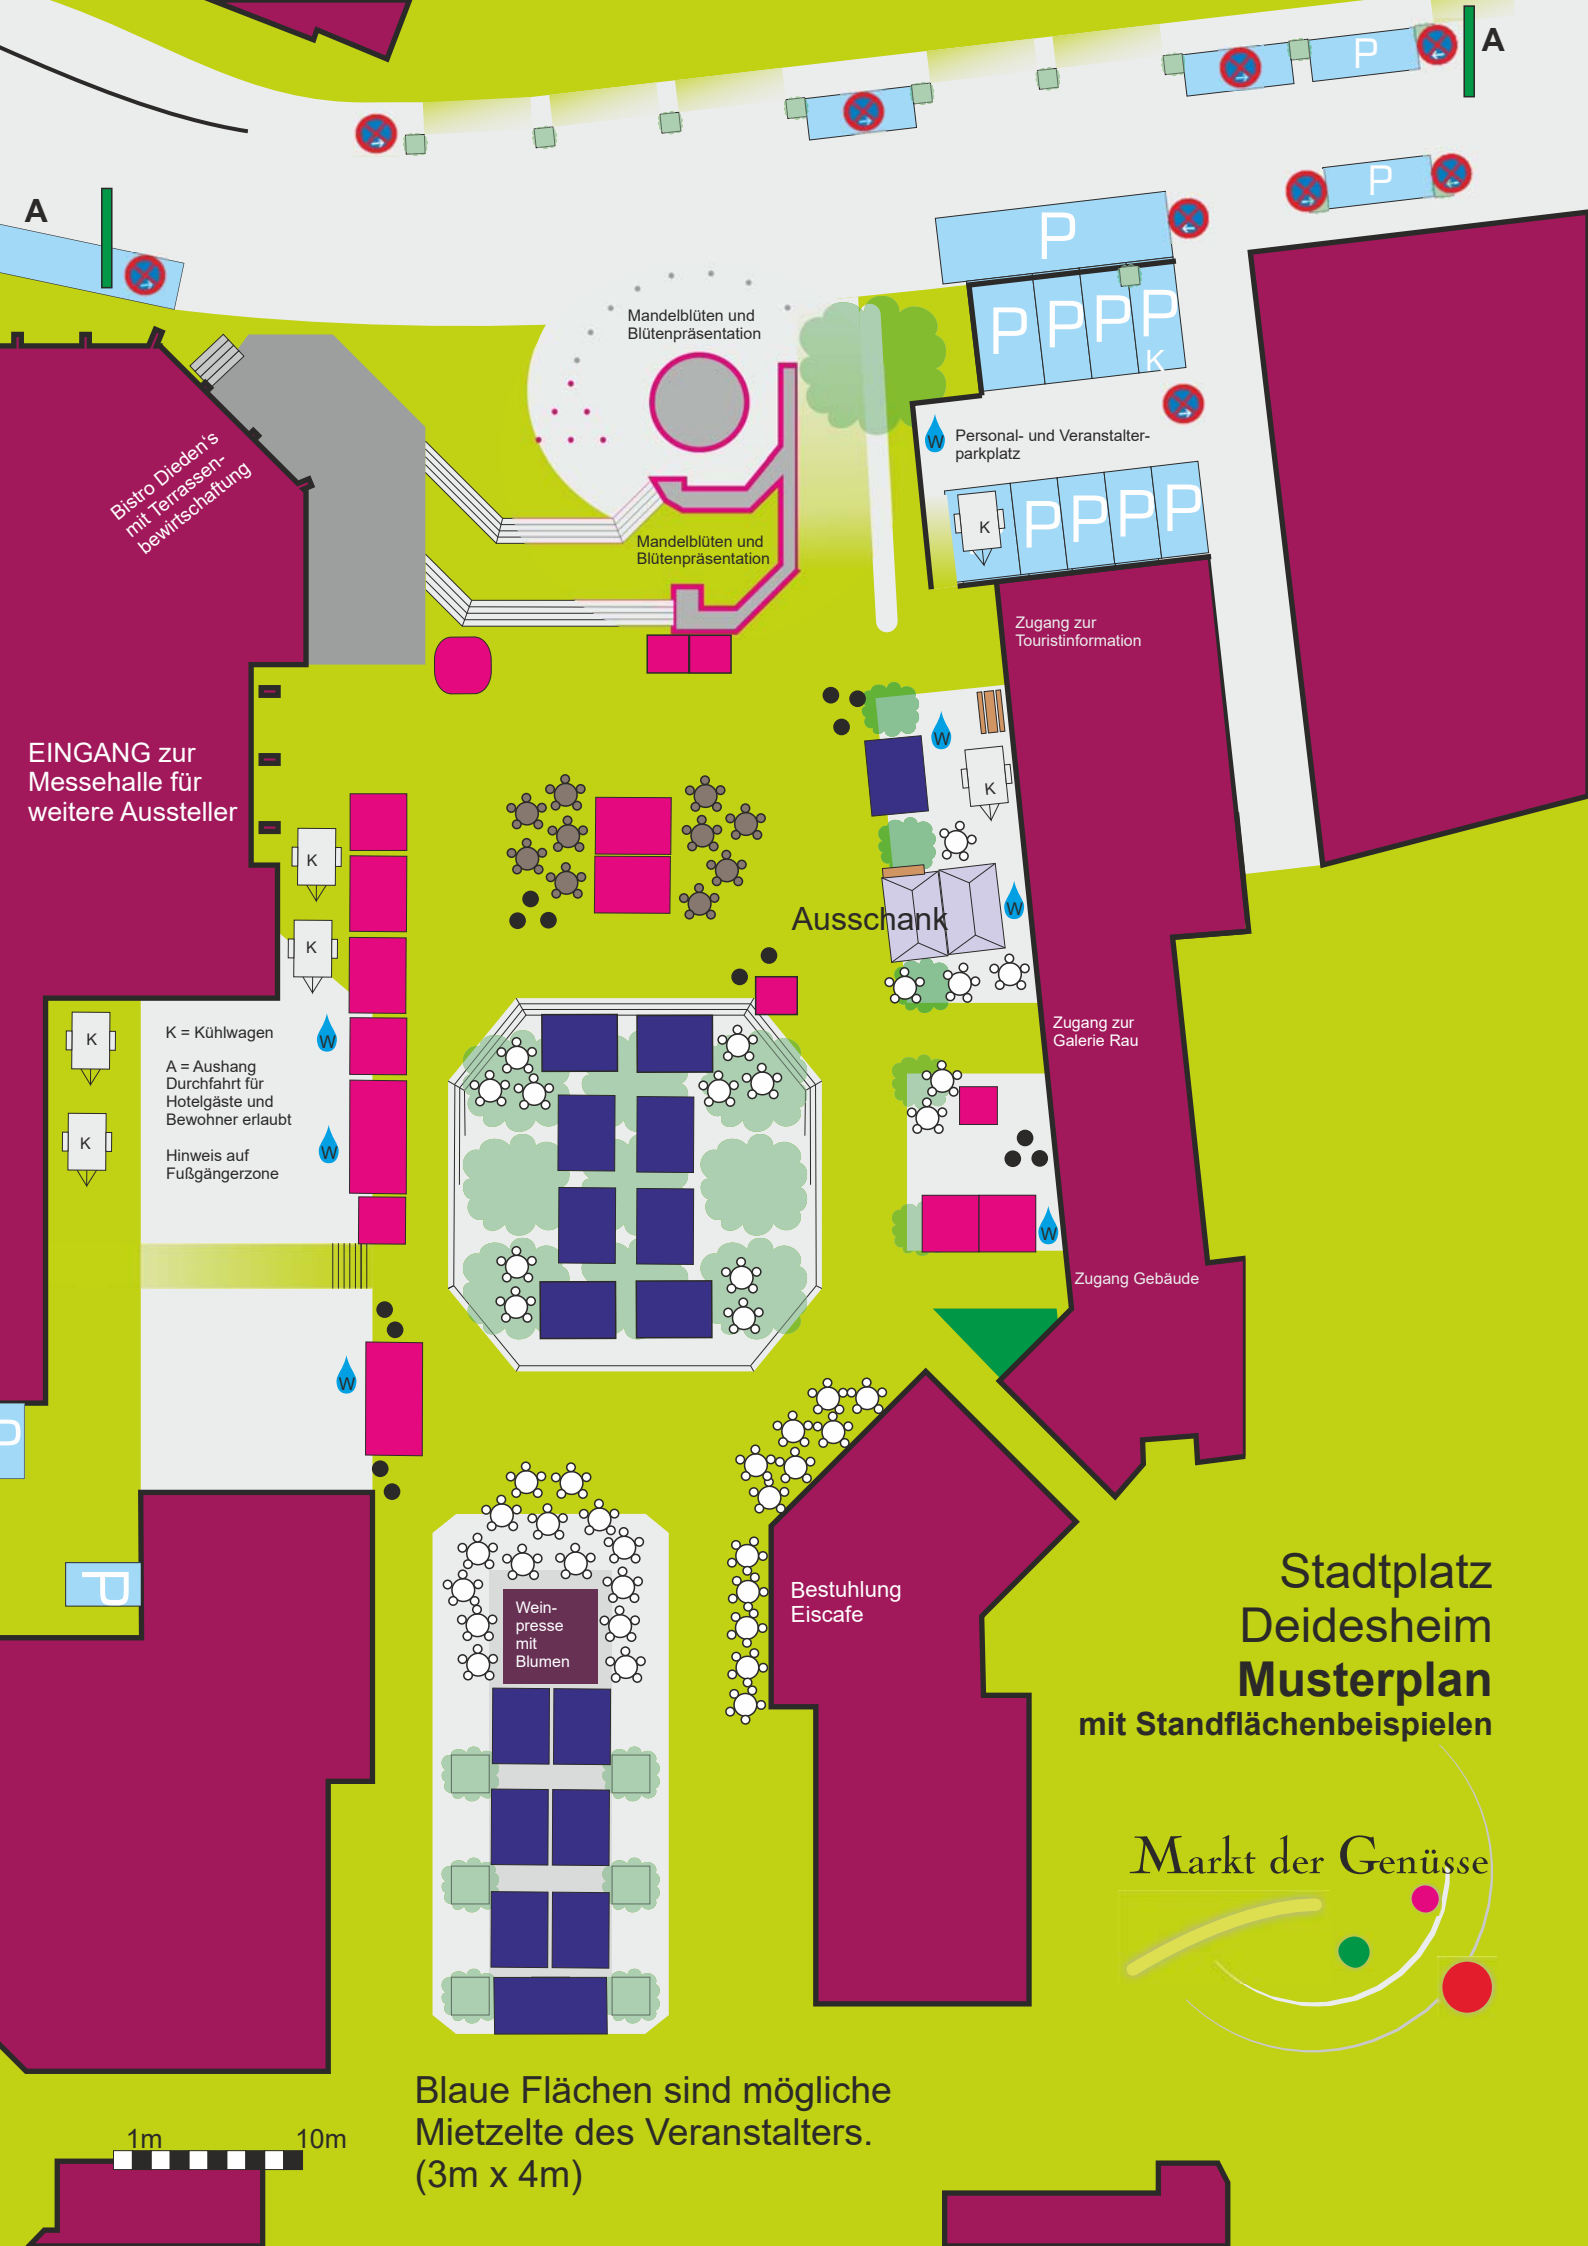 A
P
P
A
P
P
P
P
P
K
Mandelblüten und
Blütenpräsentation
W
Personal- und Veranstalter-
parkplatz
K
P
P
P
P
Bistro Dieden‘s
mit Terrassen-
bewirtschaftung
Mandelblüten und
Blütenpräsentation
Zugang zur
Touristinformation
W
K
EINGANG zur
Messehalle für
weitere Aussteller
K
K
Ausschank
W
K
K
K = Kühlwagen
A = Aushang
Durchfahrt für
Hotelgäste und
Bewohner erlaubt
Hinweis auf
Fußgängerzone
W
W
Zugang zur
Galerie Rau
W
Zugang Gebäude
W
P
P
Wein-
presse
mit
Blumen
Bestuhlung
Eiscafe
Stadtplatz
Deidesheim
Musterplan
mit Standflächenbeispielen
Markt der Genüsse
Blaue Flächen sind mögliche
Mietzelte des Veranstalters.
(3m x 4m)
1m 10m